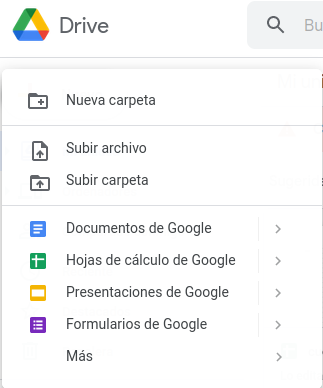 Drive
Bu
Nueva carpeta
Subir archivo
Subir carpeta
Documentos de Google
Hojas de cálculo de Google
Presentaciones de Google
Formularios de Google
Más